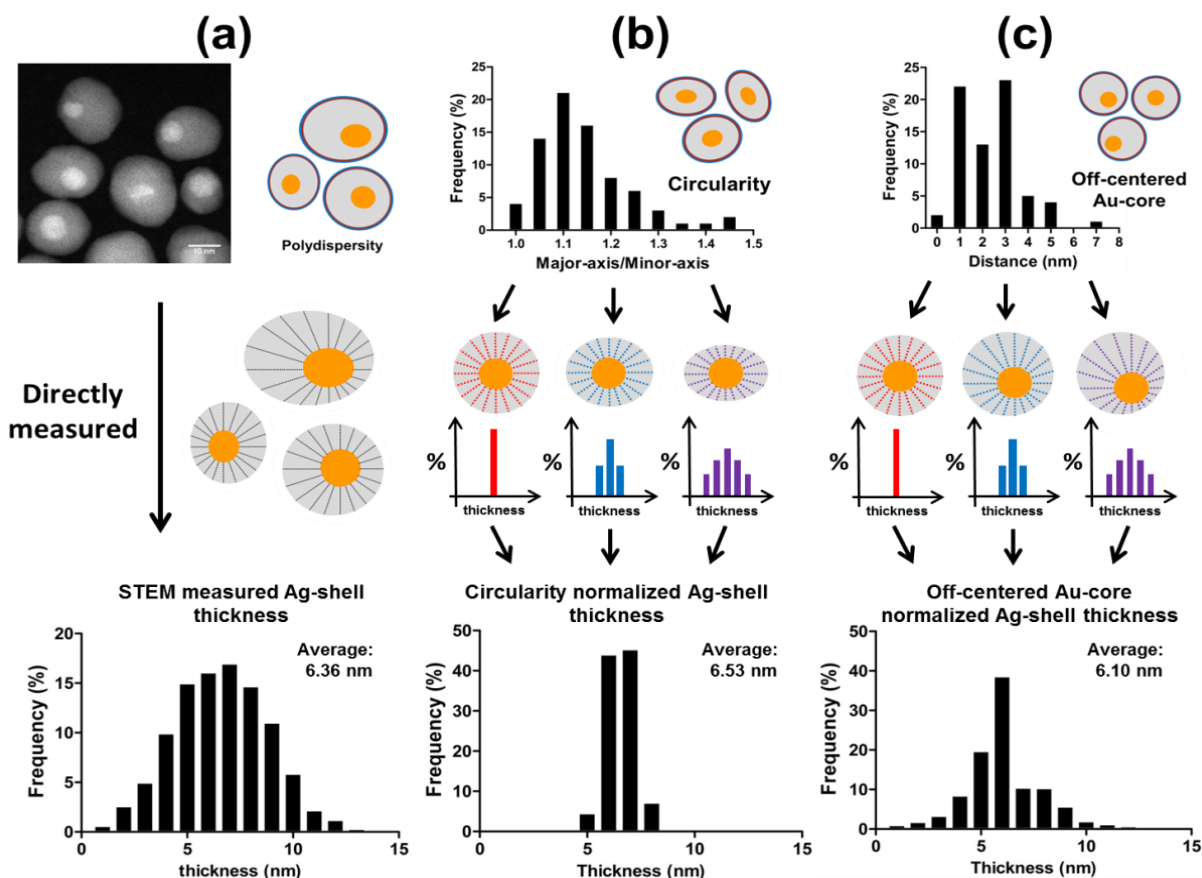 (a)
10 nm
Polydispersity
Directly
measured
STEM measured Ag-shell
thickness
Average:
6.36 nm
Frequency (%)
20
15
10
5
0
0 5 10 15
thickness (nm)
(b)
Frequency (%)
25
20
15
10
5
0
1.0 1.1 1.2 1.3 1.4 1.5
Major-axis/Minor-axis
Circularity
%
thickness
%
thickness
%
thickness
Circularity normalized Ag-shell
thickness
Average:
6.53 nm
Frequency (%)
50
40
30
20
10
0
5 10 15
Thickness (nm)
(c)
Frequency (%)
25
20
15
10
5
0
0 1 2 3 4 5 6 7 8
Distance (nm)
Off-centered
Au-core
%
thickness
%
thickness
%
thickness
Off-centered Au-core
normalized Ag-shell thickness
Average:
6.10 nm
Frequency (%)
50
40
30
20
10
0
0 5 10 15
Thickness (nm)